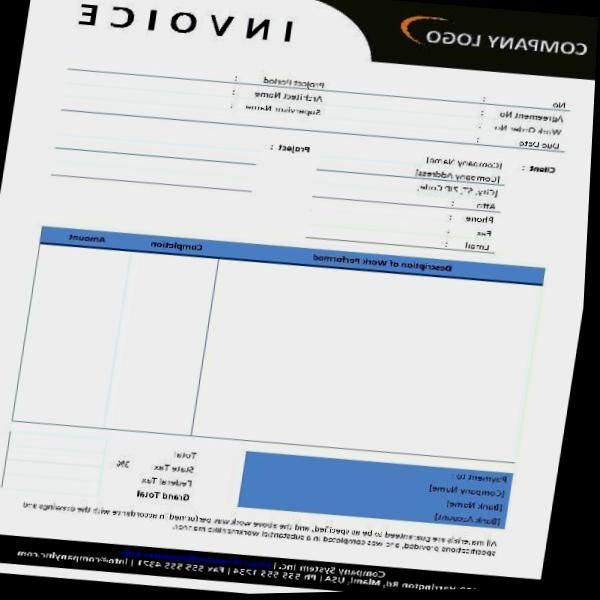 COMPANY LOGO
INVOICE
No :
Agreement No :
Work Order No :
Due Date :
Project Period :
Architect Name :
Supervisor Name :
Client : [Company Name]
[Company Address]
[City, ST, ZIP Code]
Attn :
Phone :
Fax :
Email :
Project :
Description of Work Performed Completion Amount
Payment to :
[Company Name]
[Bank Name]
[Bank Account]
Total
State Tax 3%
Federal Tax
Grand Total
All materials are guaranteed to be as specified, and the above work was performed in accordance with the drawings and
specifications provided, and was completed in a substantial workmanlike manner.
Company System Inc. |
Harrington Rd, Miami, USA | Ph 555 555 1234 | Fax 555 555 4321 | info@companyinc.com